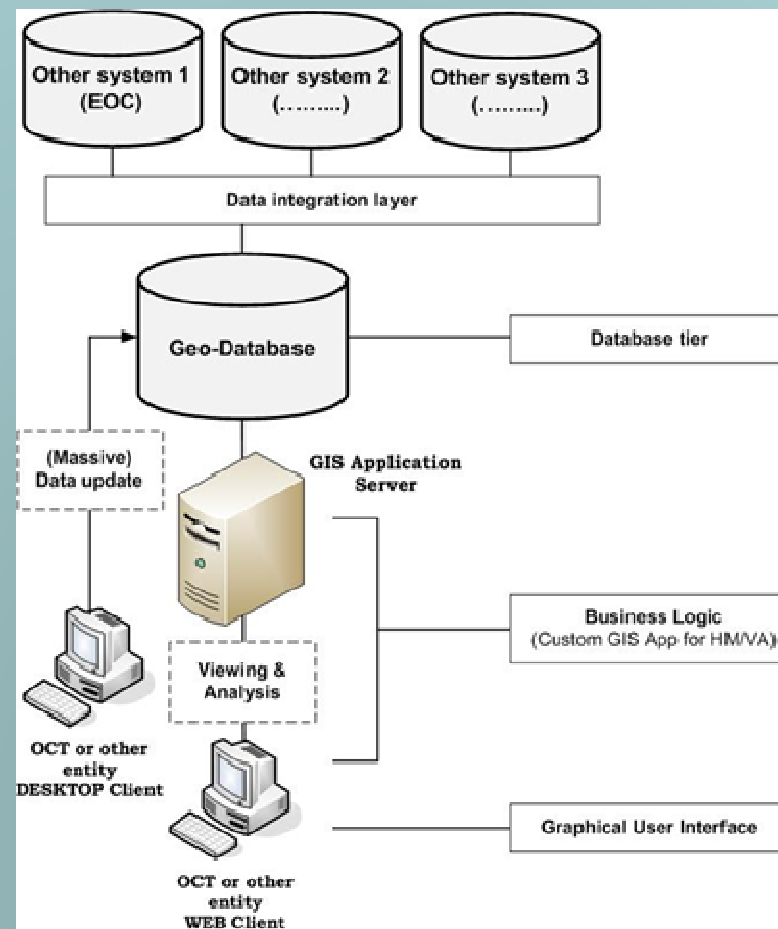 Other system 1
(EOC)
Other system 2
(.........)
Other system 3
(.........)
Data integration layer
Geo-Database
Database tier
(Massive)
Data update
GIS Application
Server
Business Logic
(Custom GIS App for HM/VA)
Viewing &
Analysis
OCT or other
entity
DESKTOP Client
Graphical User Interface
OCT or other
entity
WEB Client